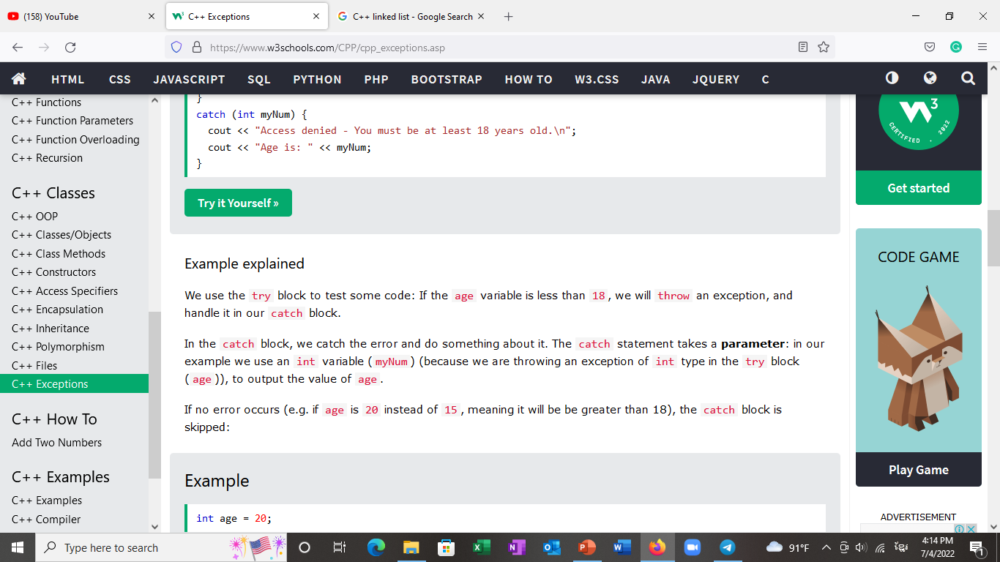 (158) YouTube
C++ Exceptions
C++ linked list - Google Search
https://www.w3schools.com/CPP/cpp_exceptions.asp
HTML CSS JAVASCRIPT SQL PYTHON PHP BOOTSTRAP HOW TO W3.CSS JAVA JQUERY C
C++ Functions
C++ Function Parameters
C++ Function Overloading
C++ Recursion
C++ Classes
C++ OOP
C++ Classes/Objects
C++ Class Methods
C++ Constructors
C++ Access Specifiers
C++ Encapsulation
C++ Inheritance
C++ Polymorphism
C++ Files
C++ Exceptions
C++ How To
Add Two Numbers
C++ Examples
C++ Examples
C++ Compiler
}
catch (int myNum) {
cout << "Access denied - You must be at least 18 years old.\n";
cout << "Age is: " << myNum;
}
Try it Yourself »
Example explained
We use the try block to test some code: If the age variable is less than 18, we will throw an exception, and
handle it in our catch block.
In the catch block, we catch the error and do something about it. The catch statement takes a parameter: in our
example we use an int variable (myNum) (because we are throwing an exception of int type in the try block
(age)), to output the value of age.
If no error occurs (e.g. if age is 20 instead of 15, meaning it will be be greater than 18), the catch block is
skipped:
Example
int age = 20;
3
CERTIFIED . 2022
Get started
CODE GAME
Play Game
ADVERTISEMENT
Type here to search
91°F
4:14 PM
7/4/2022
1